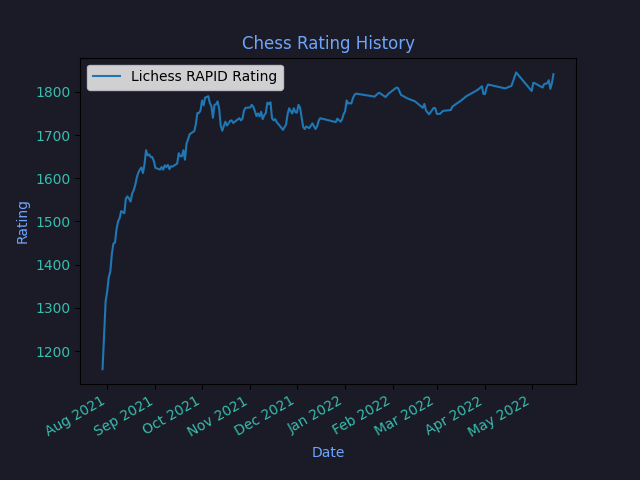 Chess Rating History
Lichess RAPID Rating
1800
1700
1600
1500
1400
1300
1200
Rating
Aug 2021
Sep 2021
Oct 2021
Nov 2021
Dec 2021
Jan 2022
Feb 2022
Mar 2022
Apr 2022
May 2022
Date